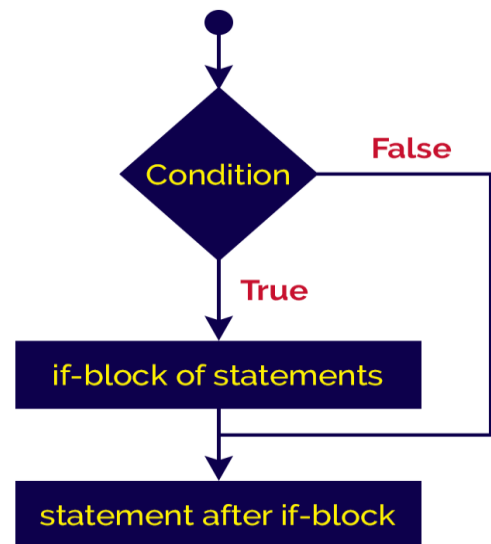 False
Condition
True
if-block of statements
statement after if-block